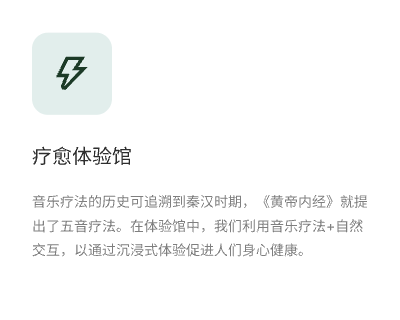 疗愈体验馆
音乐疗法的历史可追溯到秦汉时期，《黄帝内经》就提
出了五音疗法。在体验馆中，我们利用音乐疗法+自然
交互，以通过沉浸式体验促进人们身心健康。